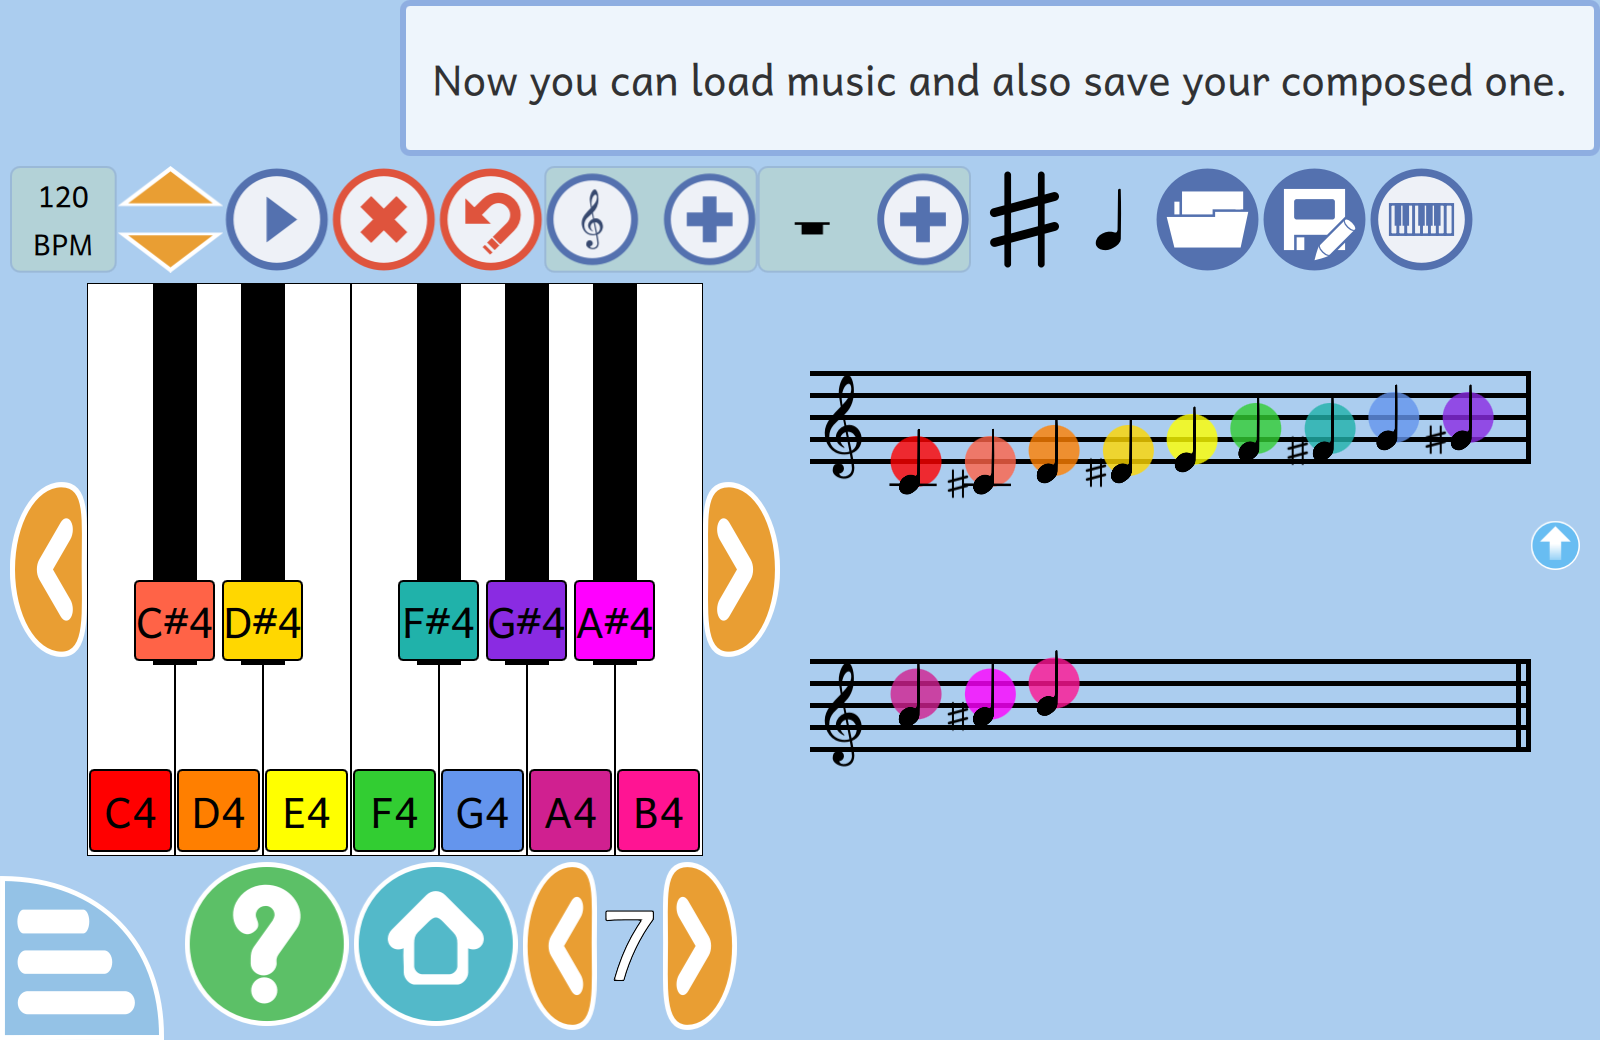 Now you can load music and also save your composed one.
120
BPM
C#4 D#4 F#4 G#4 A#4
C4 D4 E4 F4 G4 A4 B4
7